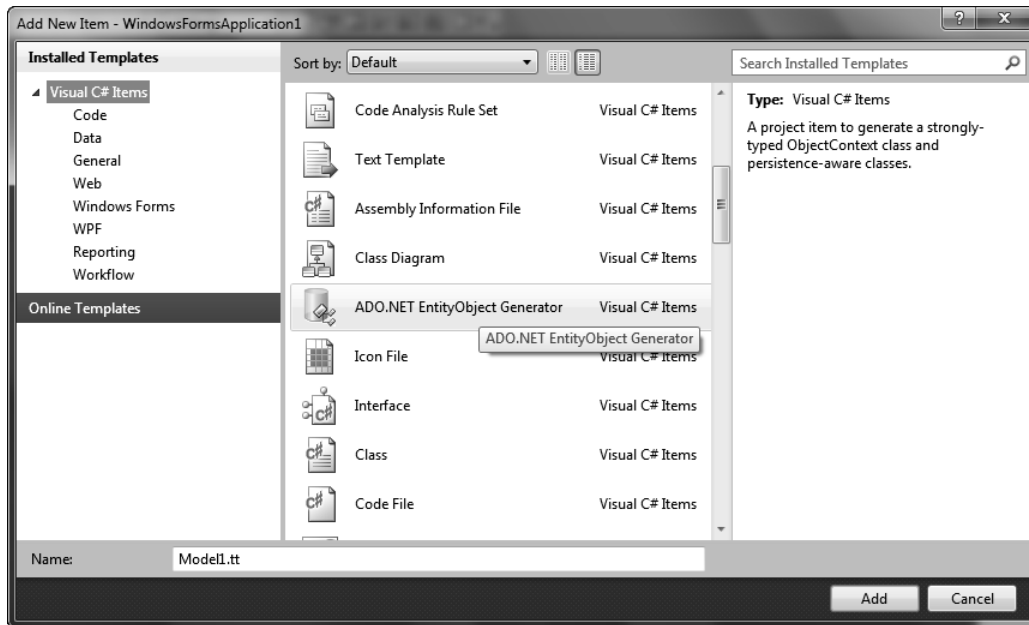 Add New Item - WindowsFormsApplication1
?
X
Installed Templates
Sort by: Default
Search Installed Templates
Visual C# Items
Code
Data
General
Web
Windows Forms
WPF
Reporting
Workflow
Online Templates
Code Analysis Rule Set Visual C# Items
Text Template Visual C# Items
Assembly Information File Visual C# Items
Class Diagram Visual C# Items
ADO.NET EntityObject Generator Visual C# Items
ADO.NET EntityObject Generator
Icon File Visual C# Items
Interface Visual C# Items
Class Visual C# Items
Code File Visual C# Items
Type: Visual C# Items
A project item to generate a strongly-
typed ObjectContext class and
persistence-aware classes.
Name: Model1.tt
Add Cancel